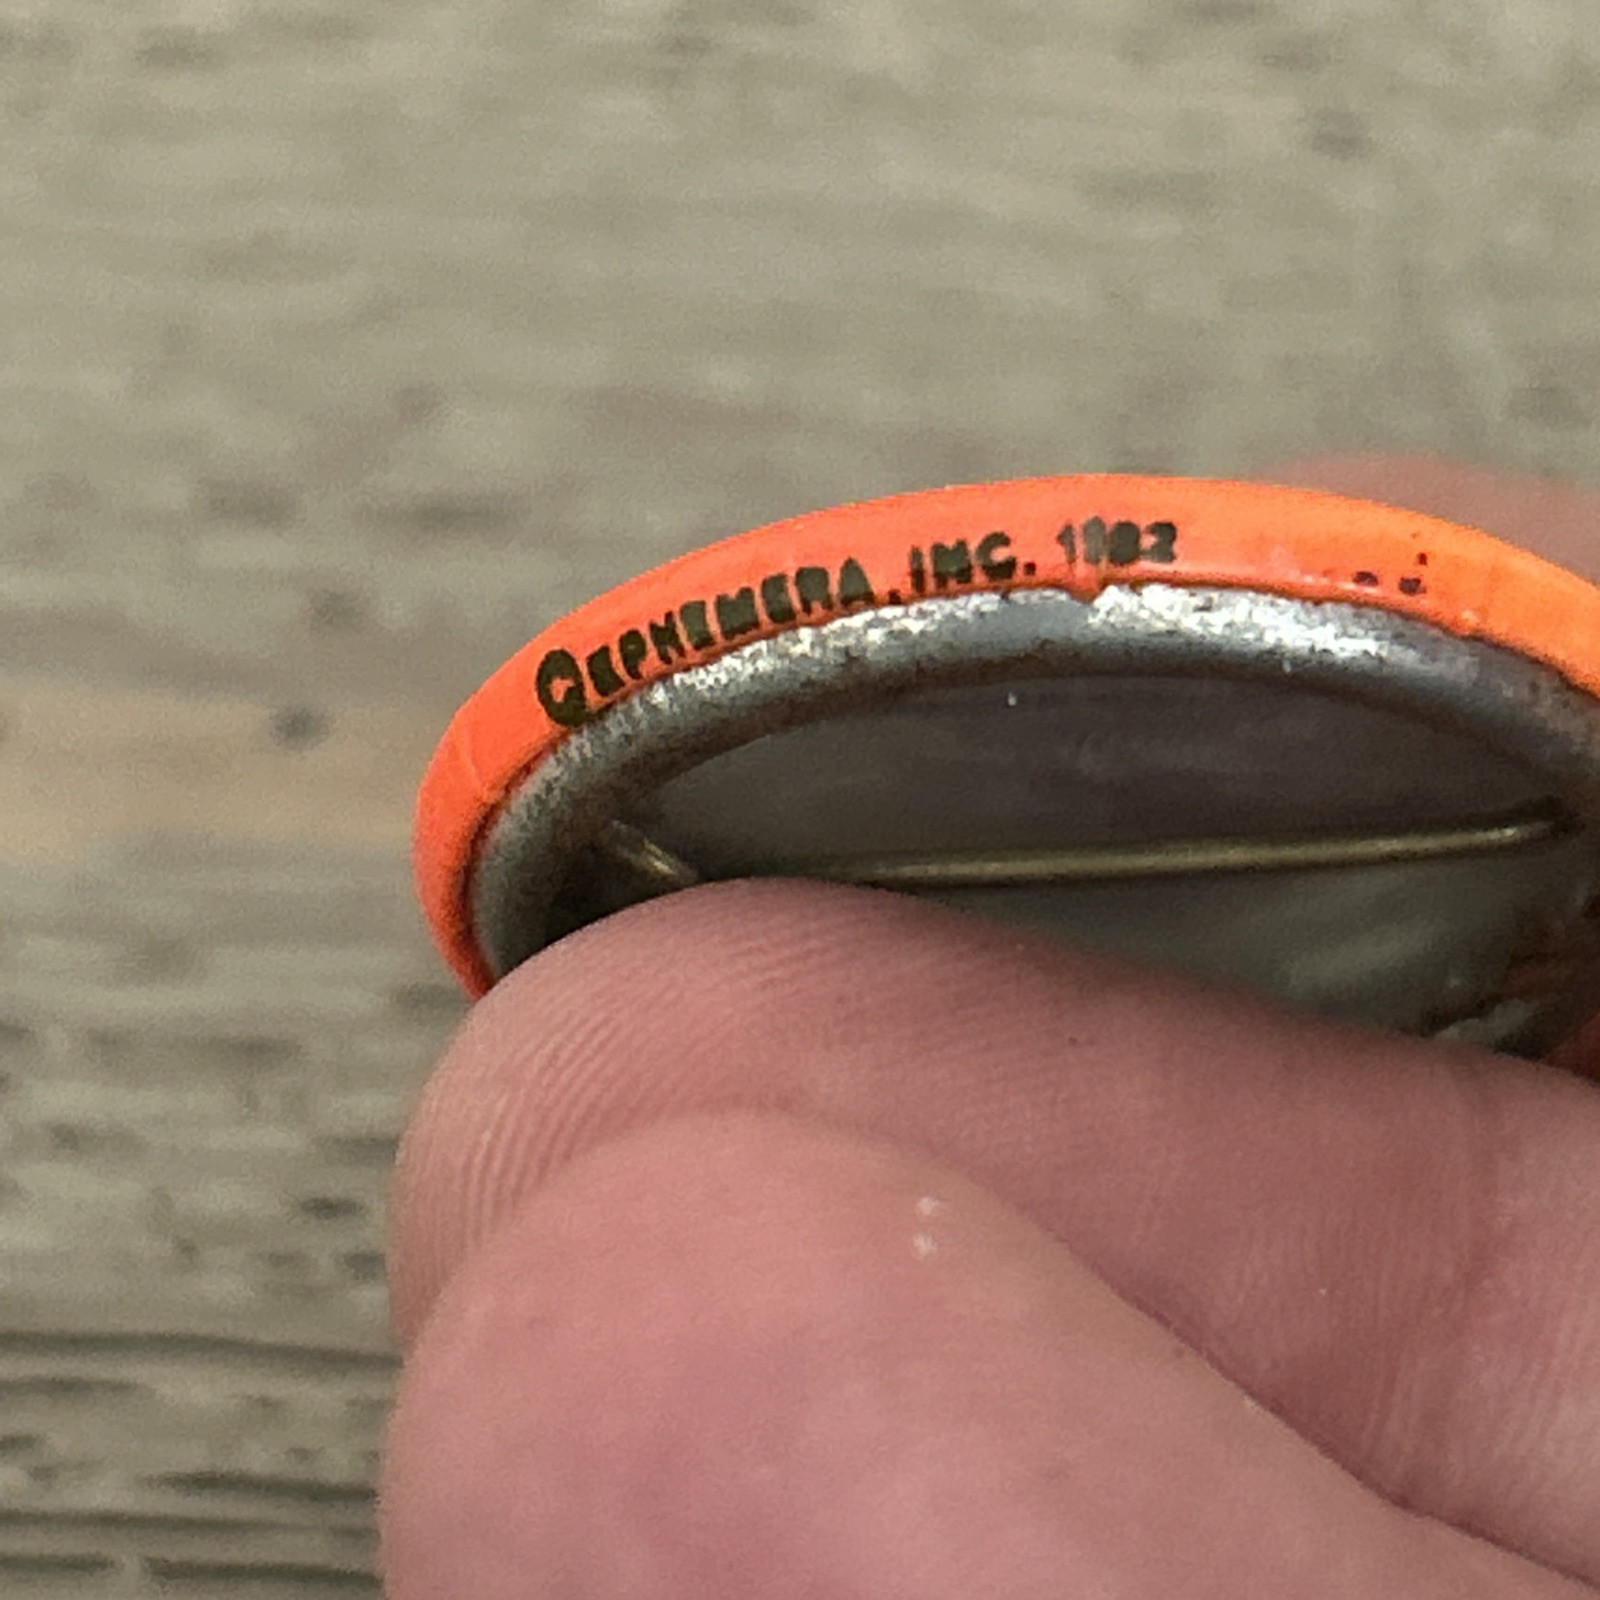 ©EPHEMERA, INC. 1982